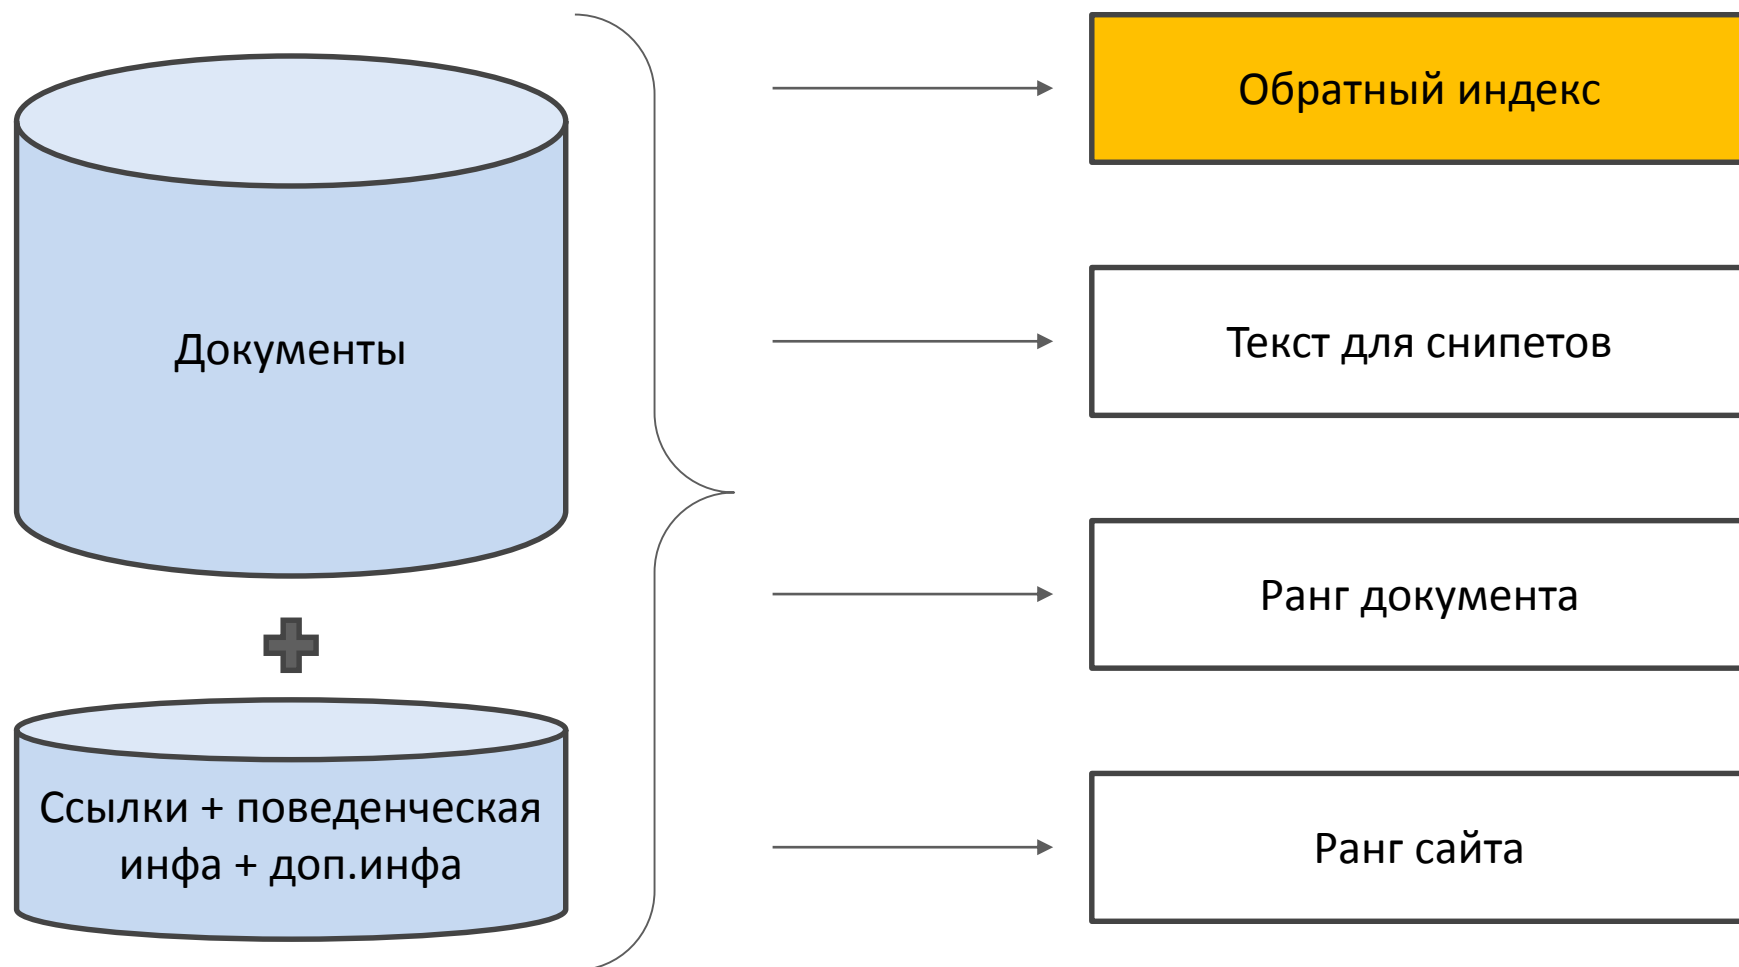 Документы
Ссылки + поведенческая
инфа + доп.инфа
Обратный индекс
Текст для снипетов
Ранг документа
Ранг сайта